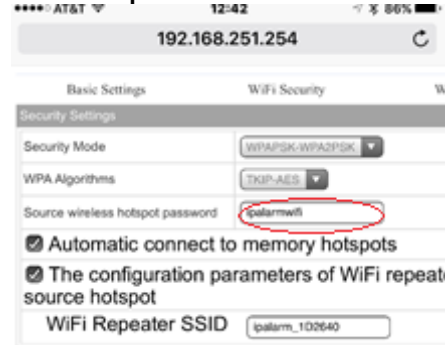 AT&T 12:42 86%
192.168.251.254
Basic Settings WiFi Security W
Security Settings
Security Mode WPAPSK-WPA2PSK
WPA Algorithms TKIP-AES
Source wireless hotspot password ipalarmwifi
Automatic connect to memory hotspots
The configuration parameters of WiFi repeate
source hotspot
WiFi Repeater SSID ipalarm_1D2640